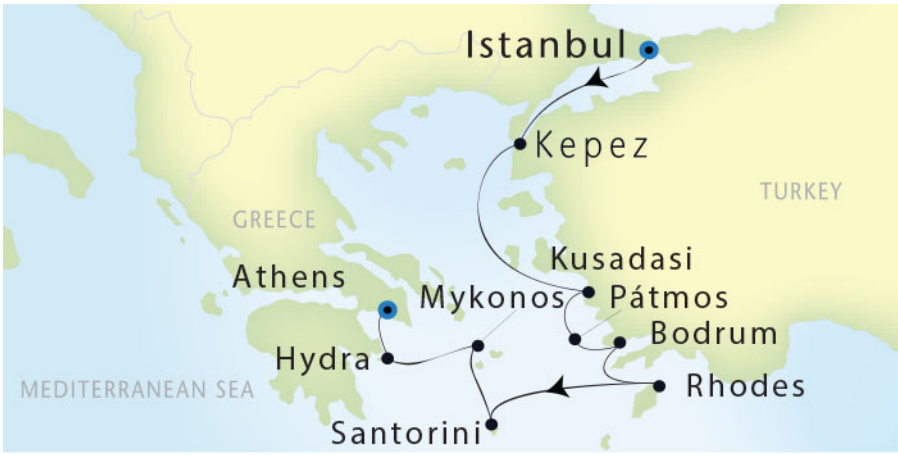 Istanbul
Kepez
TURKEY
GREECE
Kusadasi
Athens
Mykonos
Pátmos
Bodrum
Hydra
MEDITERRANEAN SEA
Rhodes
Santorini